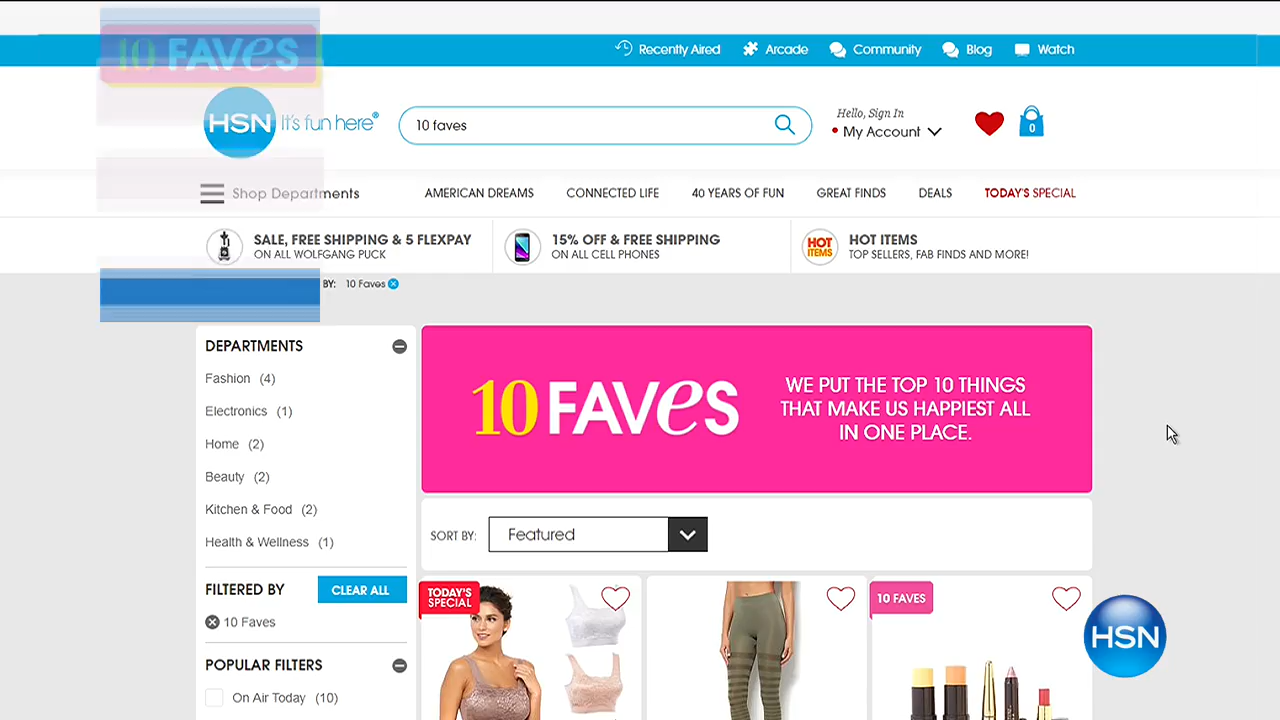 10 FAVES
Recently Aired
Arcade
Community
Blog
Watch
HSN It's fun here®
10 faves
Hello, Sign In
My Account
0
Shop Departments
AMERICAN DREAMS
CONNECTED LIFE
40 YEARS OF FUN
GREAT FINDS
DEALS
TODAY'S SPECIAL
SALE, FREE SHIPPING & 5 FLEXPAY
ON ALL WOLFGANG PUCK
15% OFF & FREE SHIPPING
ON ALL CELL PHONES
HOT
ITEMS
HOT ITEMS
TOP SELLERS, FAB FINDS AND MORE!
BY: 10 Faves
DEPARTMENTS
Fashion (4)
Electronics (1)
Home (2)
Beauty (2)
Kitchen & Food (2)
Health & Wellness (1)
FILTERED BY
CLEAR ALL
10 Faves
POPULAR FILTERS
On Air Today (10)
10 FAVeS
WE PUT THE TOP 10 THINGS
THAT MAKE US HAPPIEST ALL
IN ONE PLACE.
SORT BY: Featured
TODAY'S
SPECIAL
10 FAVES
HSN